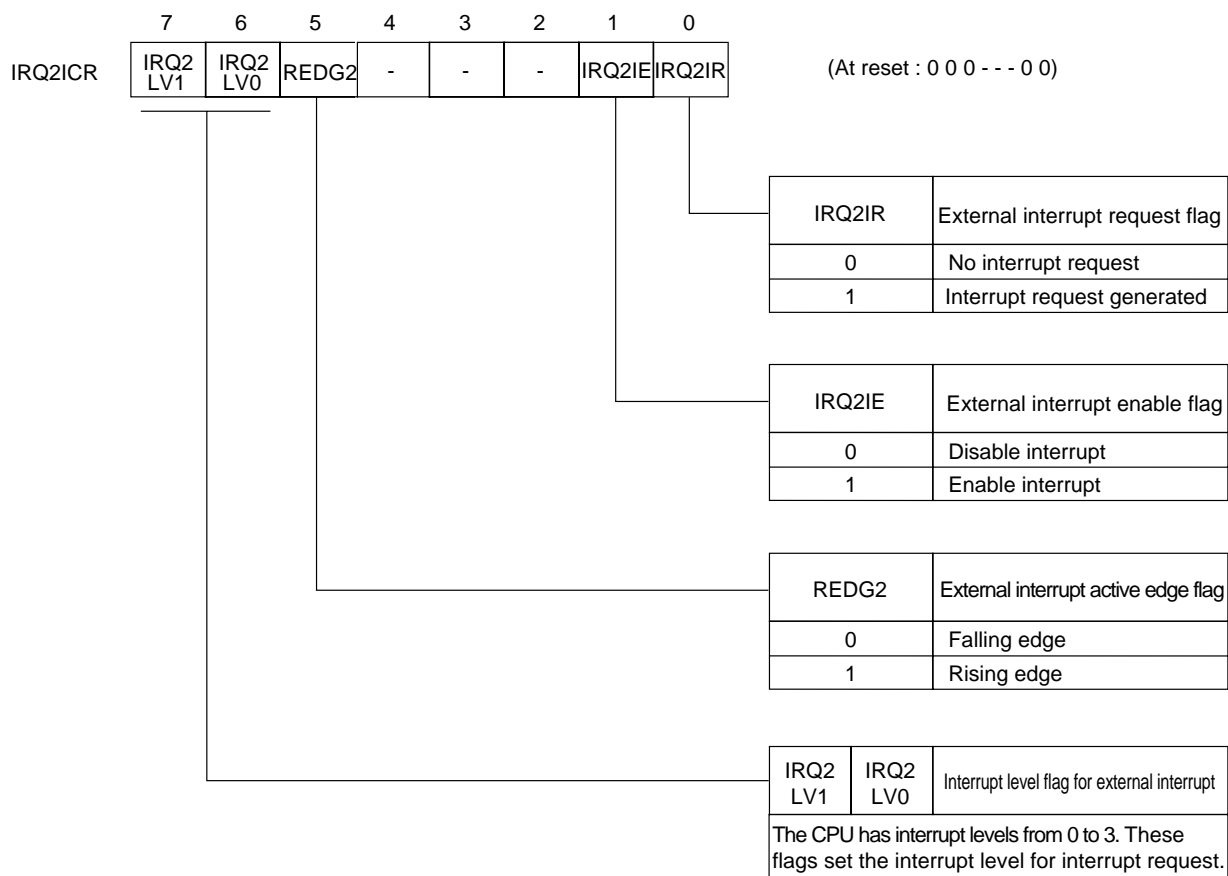 7 6 5 4 3 2 1 0
IRQ2ICR
IRQ2 LV1
IRQ2 LV0
REDG2
-
-
-
IRQ2IE
IRQ2IR
(At reset : 0 0 0 - - - 0 0)
IRQ2IR External interrupt request flag
0 No interrupt request
1 Interrupt request generated
IRQ2IE External interrupt enable flag
0 Disable interrupt
1 Enable interrupt
REDG2 External interrupt active edge flag
0 Falling edge
1 Rising edge
IRQ2 LV1
IRQ2 LV0
Interrupt level flag for external interrupt
The CPU has interrupt levels from 0 to 3. These
flags set the interrupt level for interrupt request.